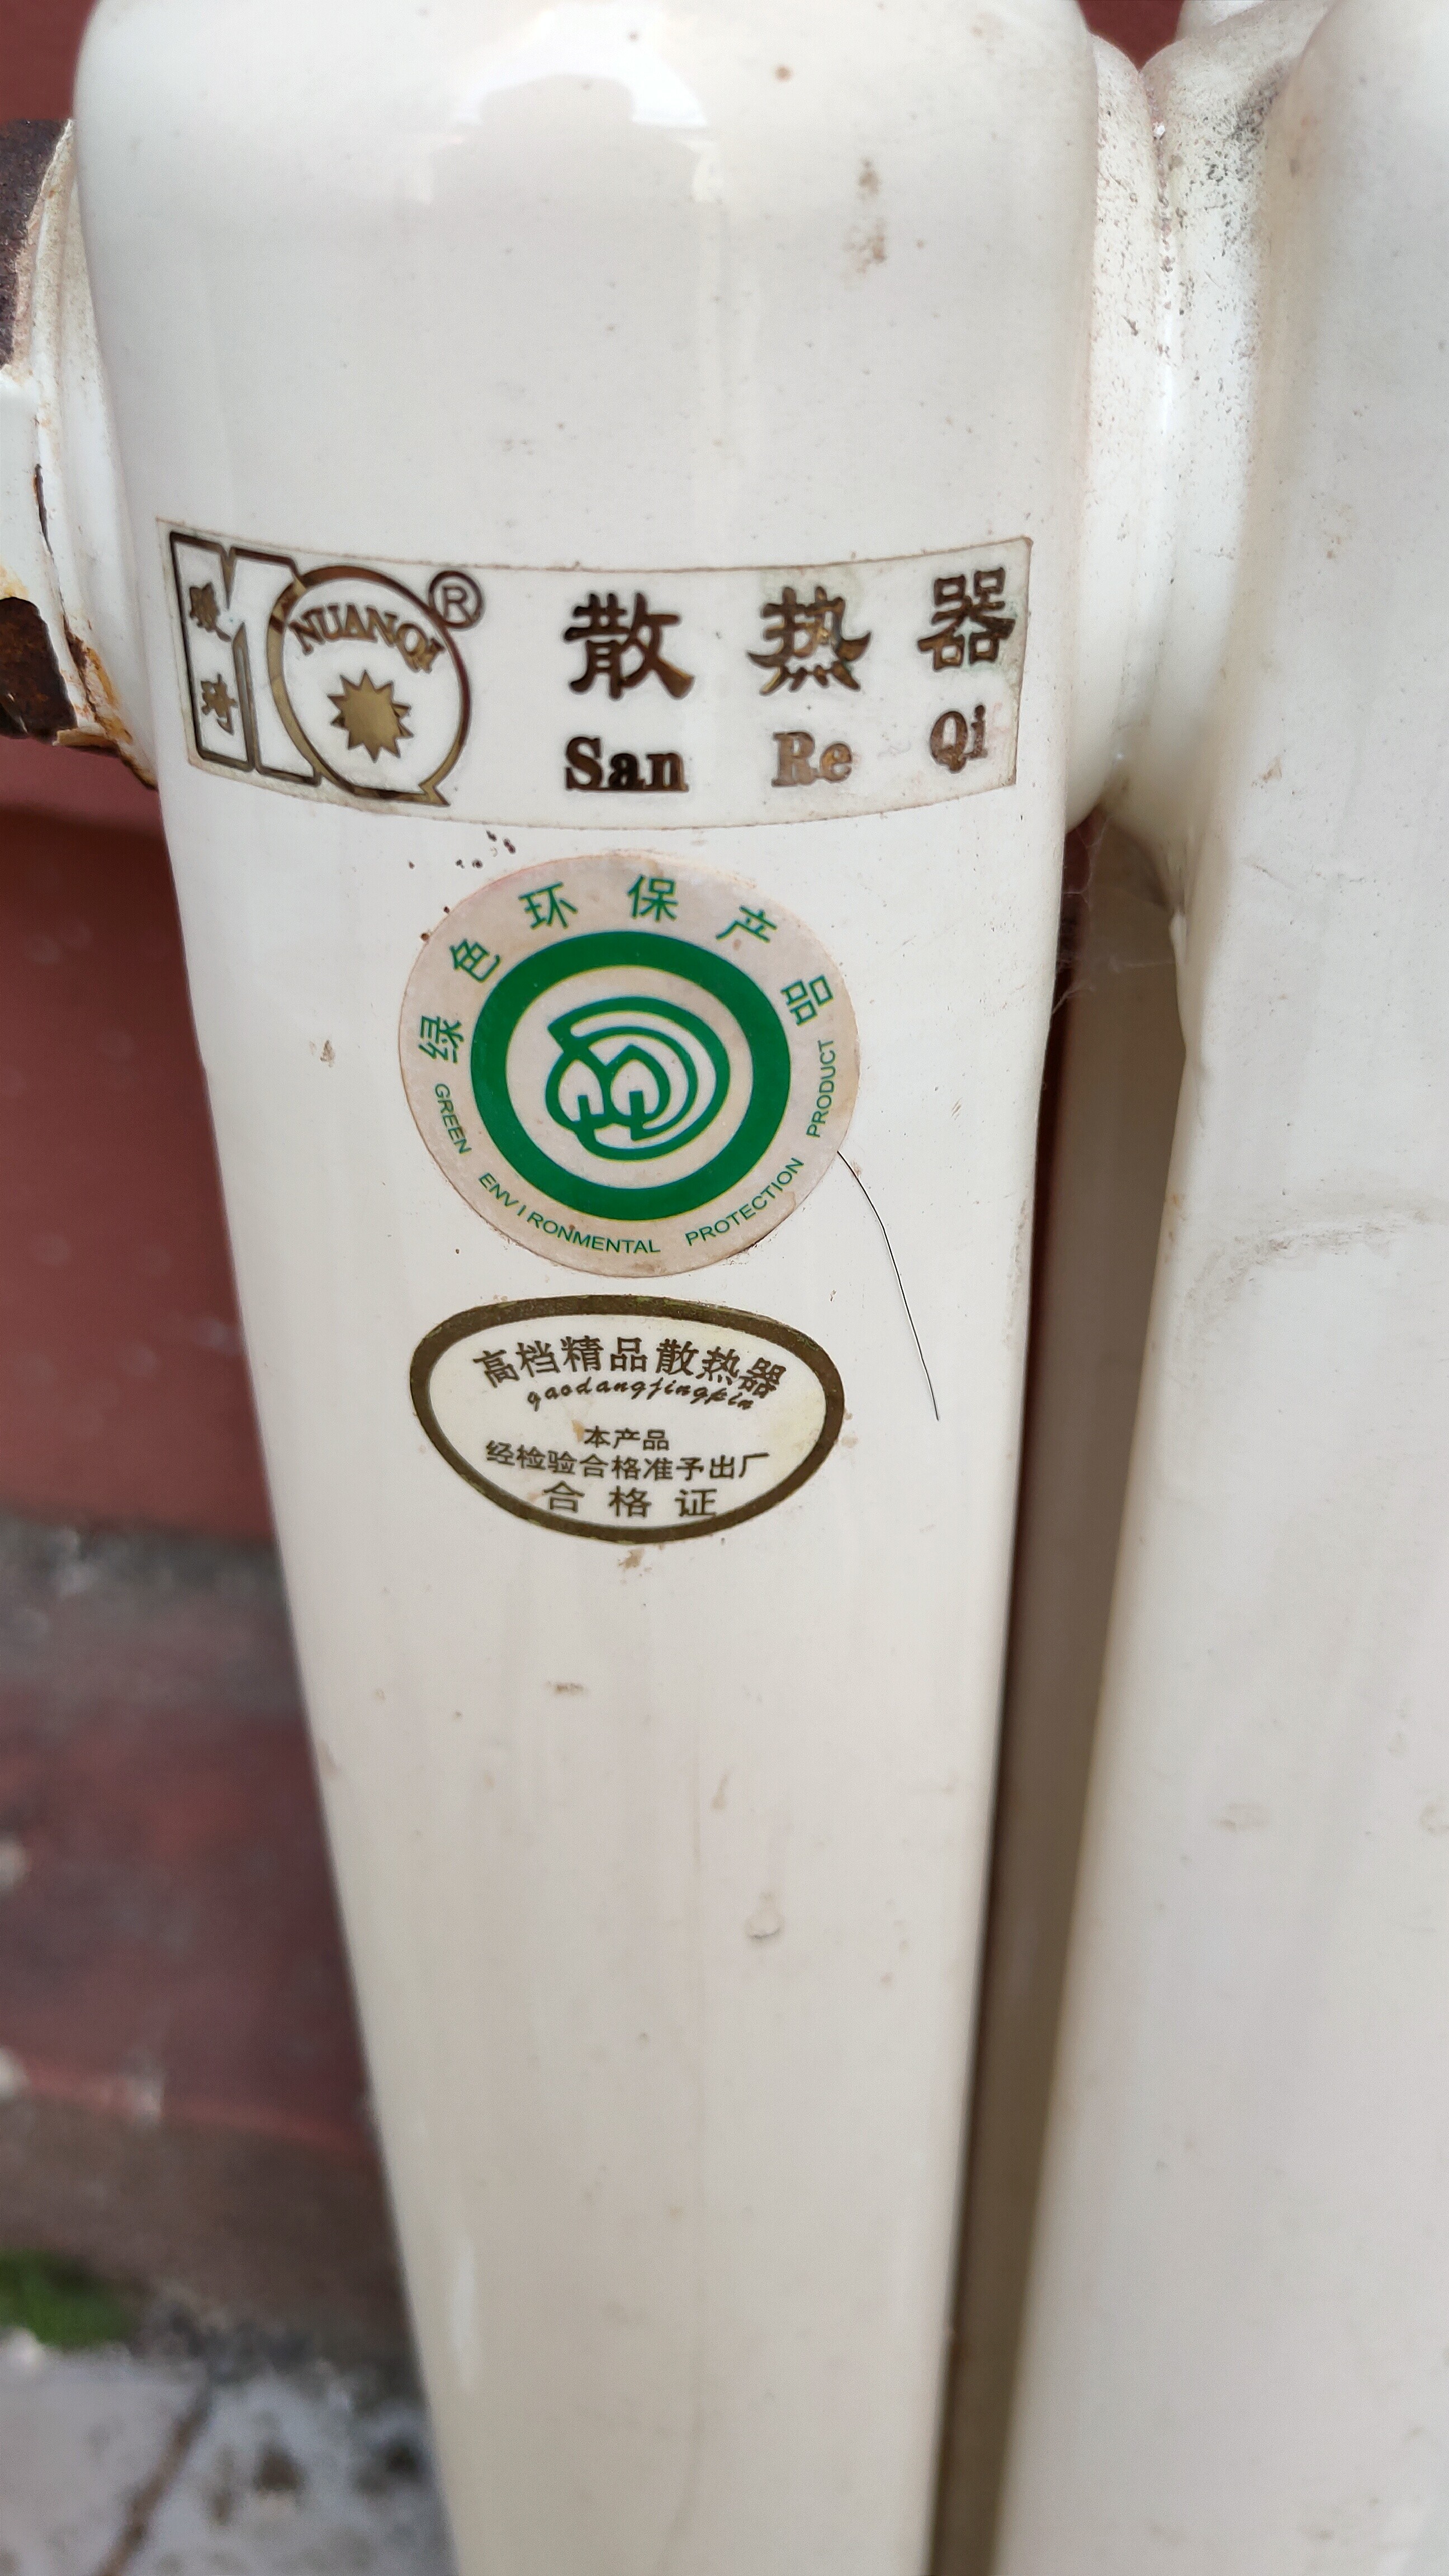 NUANQI
®
散热器
San Re Qi
绿色环保产品
GREEN ENVIRONMENTAL PROTECTION PRODUCT
高档精品散热器
gaodangjingpin
本产品
经检验合格准予出厂
合格证